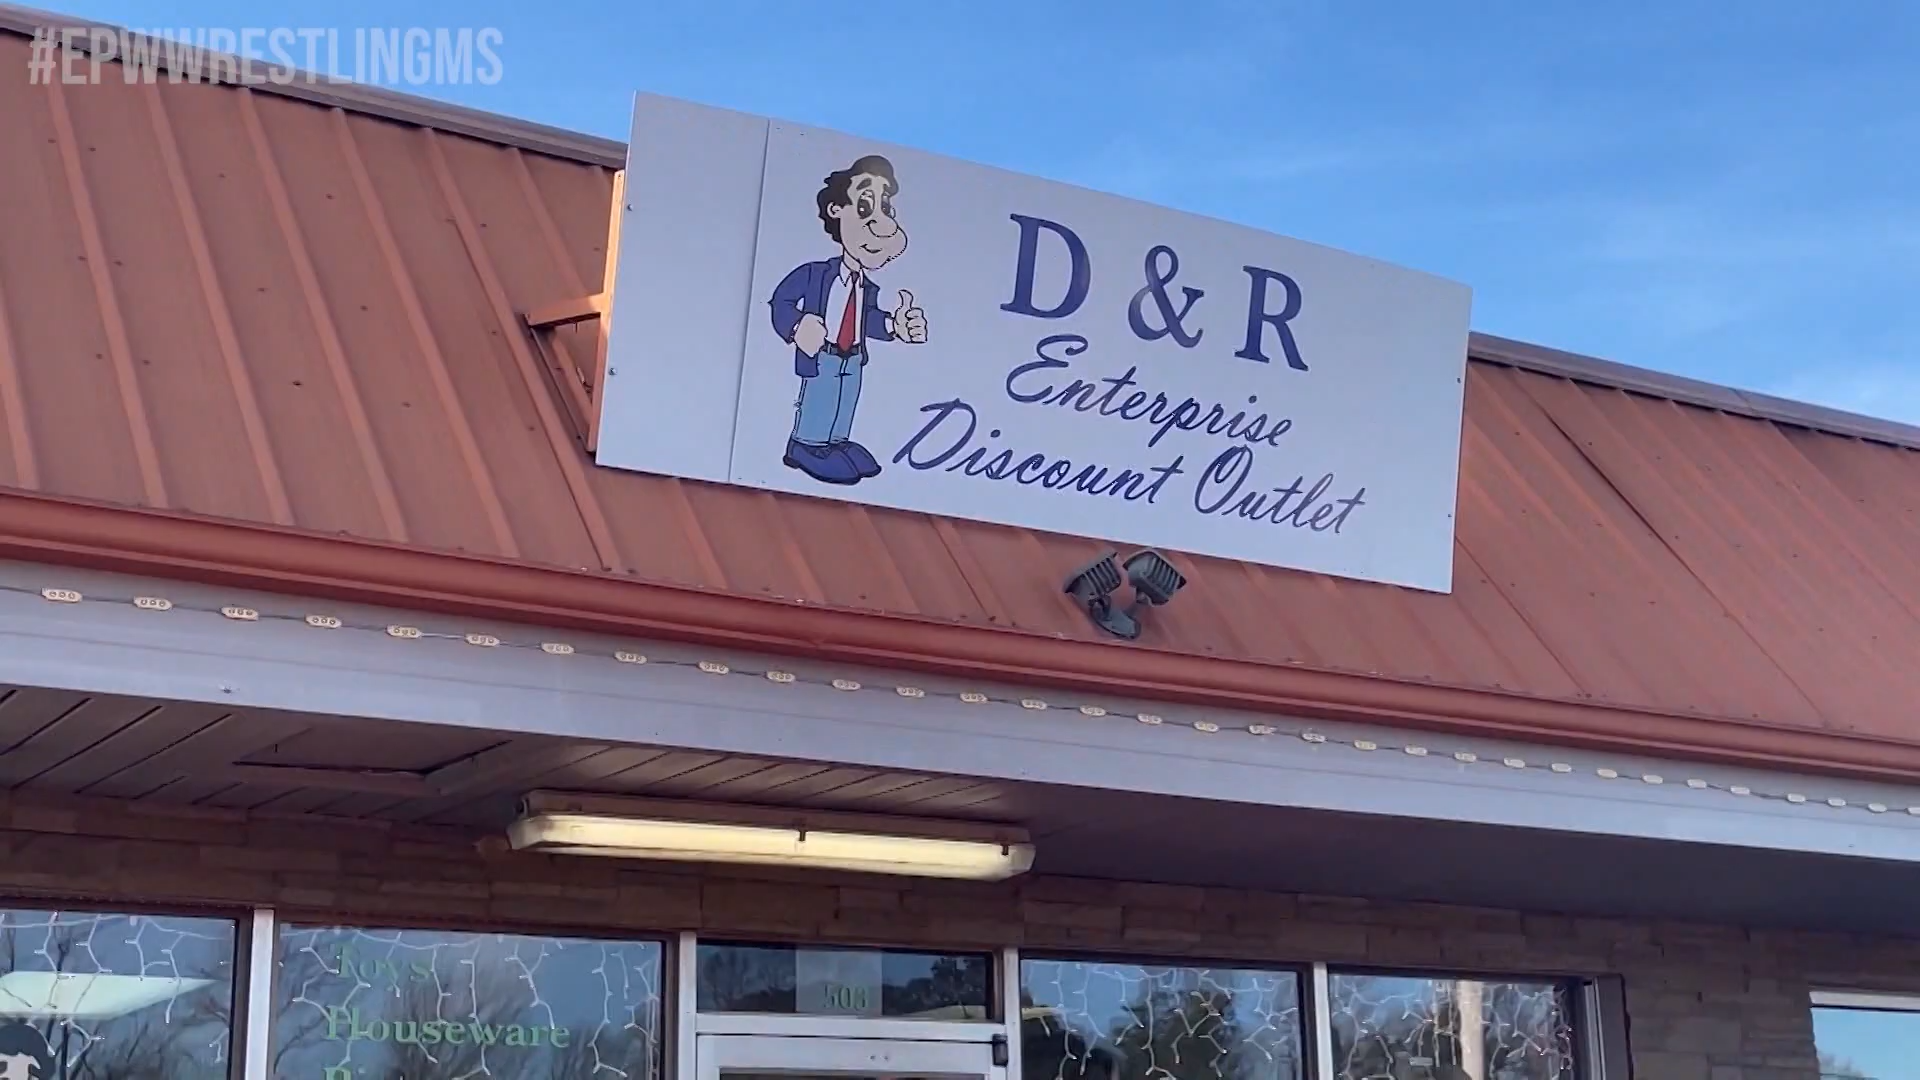 #EPWWRESTLINGMS
D & R
Enterprise
Discount Outlet
503
Toys
Houseware